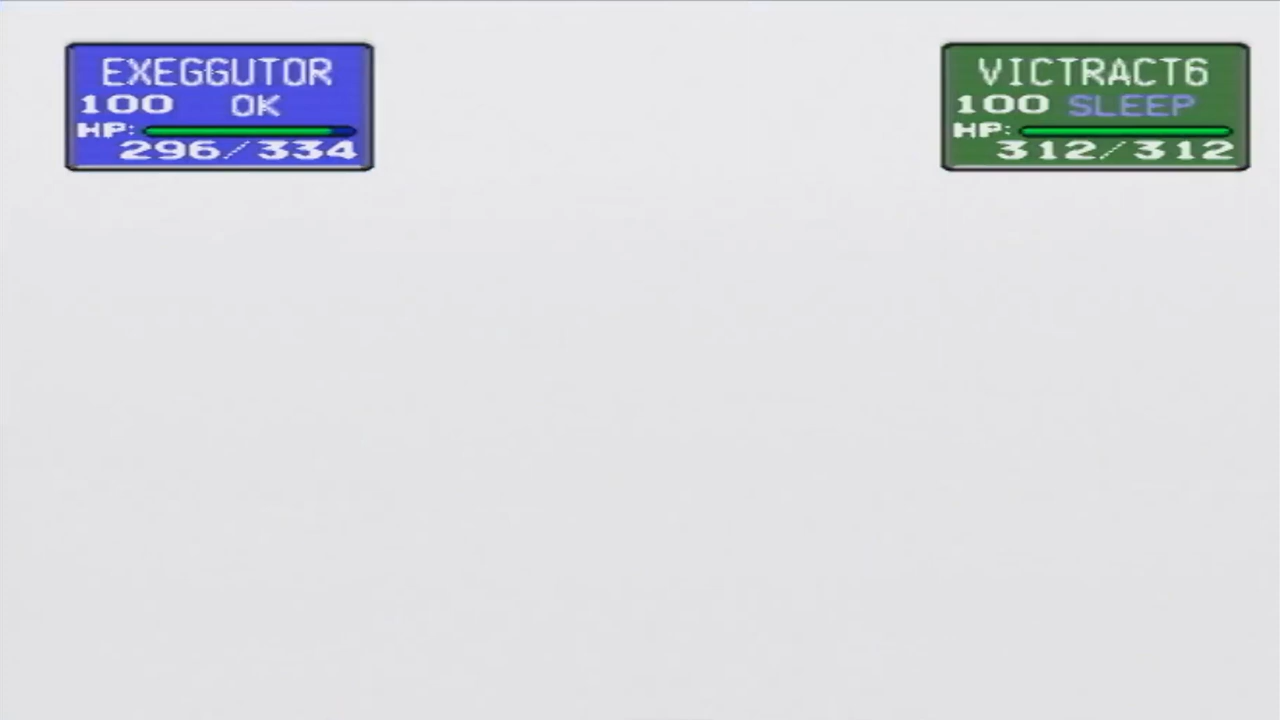 EXEGGUTOR
100 OK
HP:
296/334
VICTRACT6
100 SLEEP
HP:
312/312